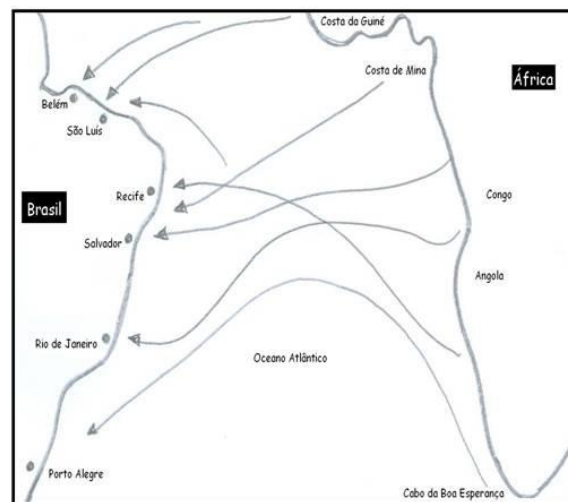 Costa da Guiné
Costa de Mina
África
Belém
São Luís
Recife
Congo
Brasil
Salvador
Angola
Rio de Janeiro
Oceano Atlântico
Porto Alegre
Cabo da Boa Esperança